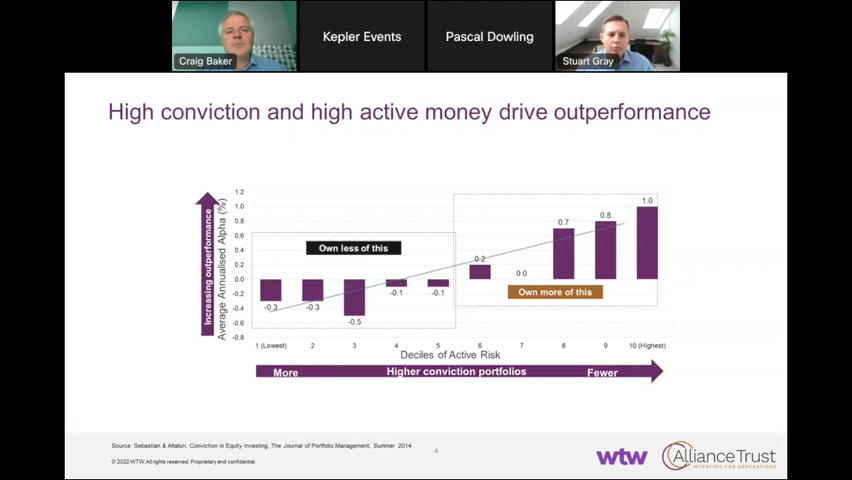 Craig Baker
Kepler Events
Pascal Dowling
Stuart Gray
High conviction and high active money drive outperformance
Increasing outperformance
Average Annualised Alpha (%)
1.2
1.0
0.8
0.6
0.4
0.2
0.0
-0.2
-0.4
-0.6
-0.8
Own less of this
Own more of this
-0.3
-0.3
-0.5
-0.1
-0.1
0.2
0.0
0.7
0.8
1.0
1 (Lowest) 2 3 4 5 6 7 8 9 10 (Highest)
Deciles of Active Risk
More Higher conviction portfolios Fewer
Source: Sebastian & Attaluri, Conviction in Equity Investing, The Journal of Portfolio Management, Summer 2014
© 2022 WTW. All rights reserved. Proprietary and confidential.
4
wtw
Alliance Trust
INVESTING FOR GENERATIONS